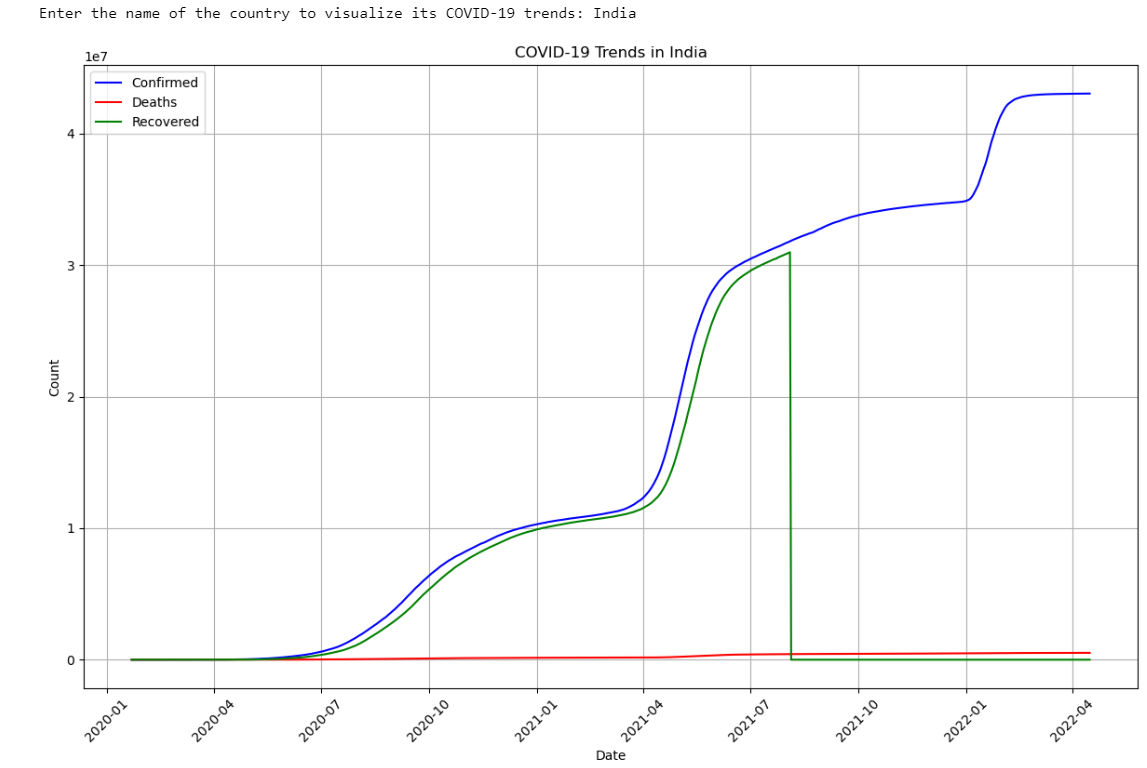 Enter the name of the country to visualize its COVID-19 trends: India
COVID-19 Trends in India
1e7
Confirmed
Deaths
Recovered
4
3
2
1
0
Count
2020-01
2020-04
2020-07
2020-10
2021-01
2021-04
2021-07
2021-10
2022-01
2022-04
Date